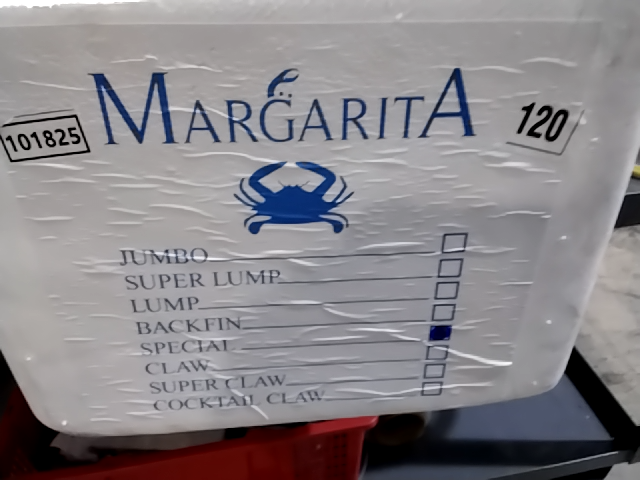 MARGARITA
101825
120
JUMBO
SUPER LUMP
LUMP
BACKFIN
SPECIAL
CLAW
SUPER CLAW
COCKTAIL CLAW